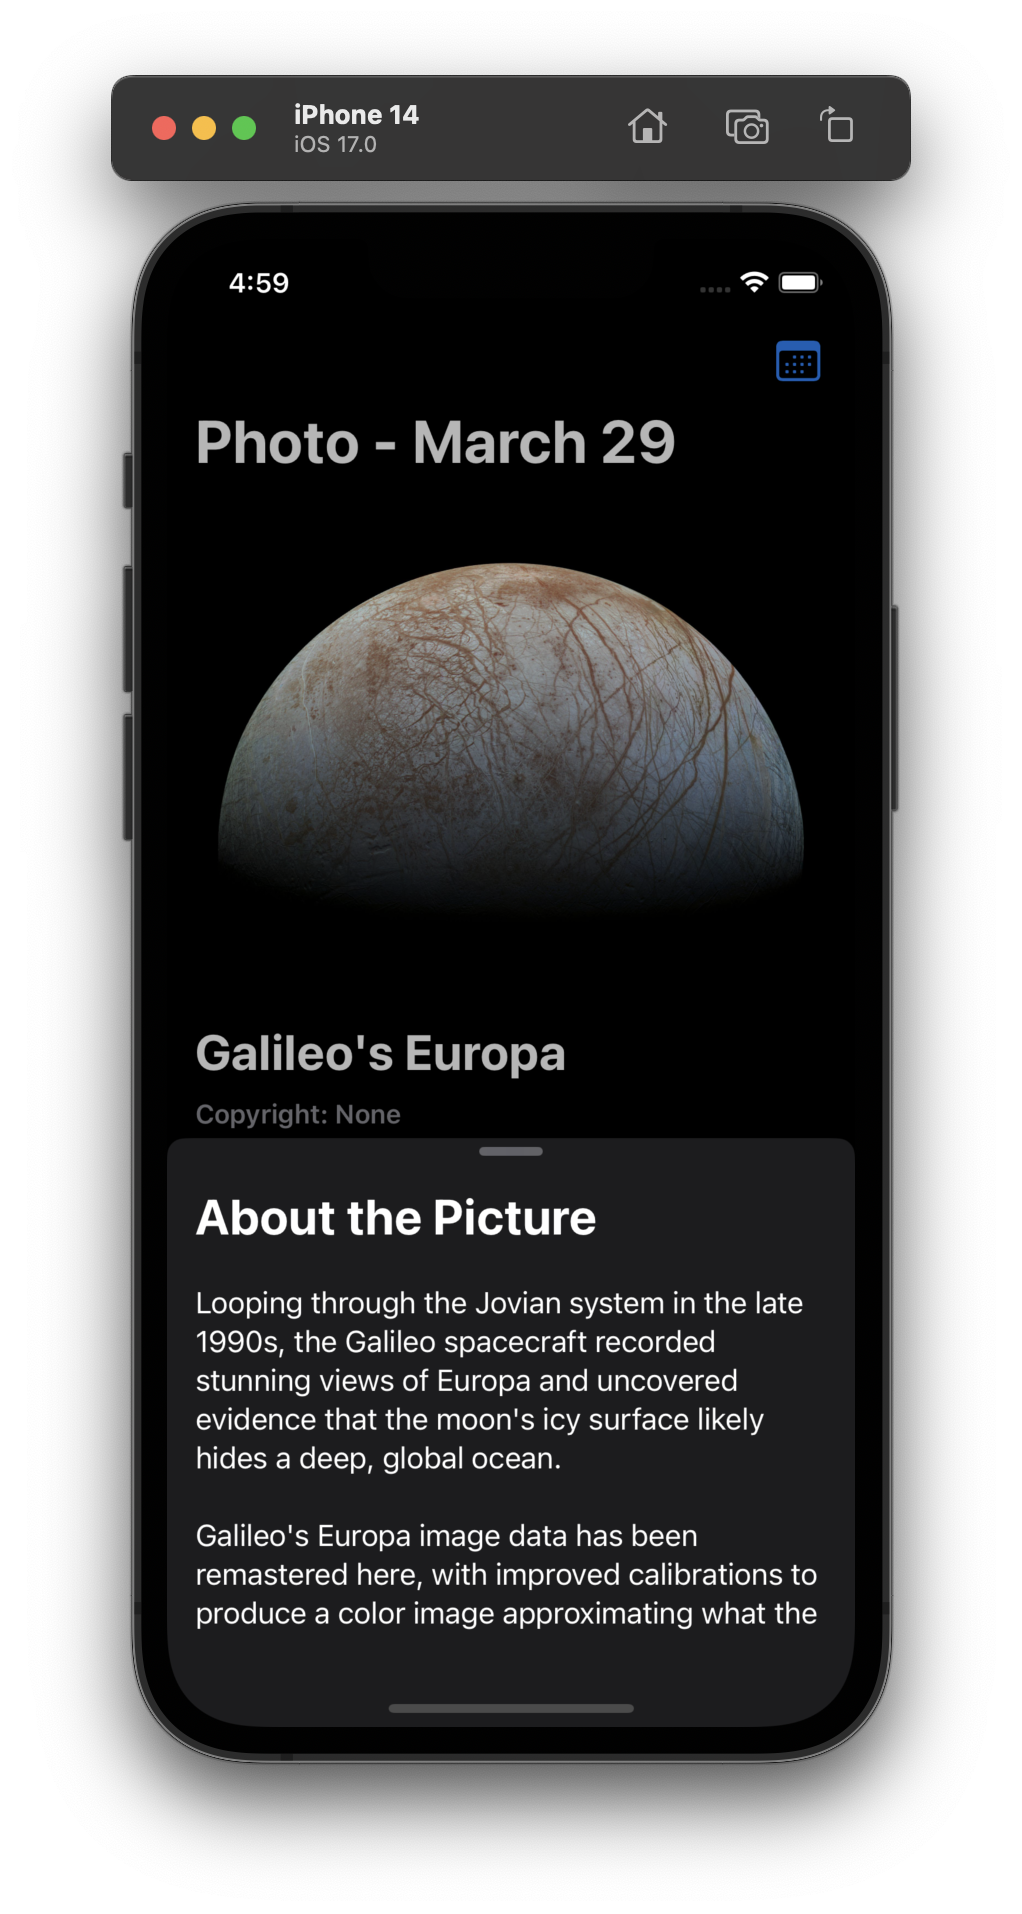 iPhone 14
iOS 17.0
4:59
Photo - March 29
Galileo's Europa
Copyright: None
About the Picture
Looping through the Jovian system in the late
1990s, the Galileo spacecraft recorded
stunning views of Europa and uncovered
evidence that the moon's icy surface likely
hides a deep, global ocean.
Galileo's Europa image data has been
remastered here, with improved calibrations to
produce a color image approximating what the